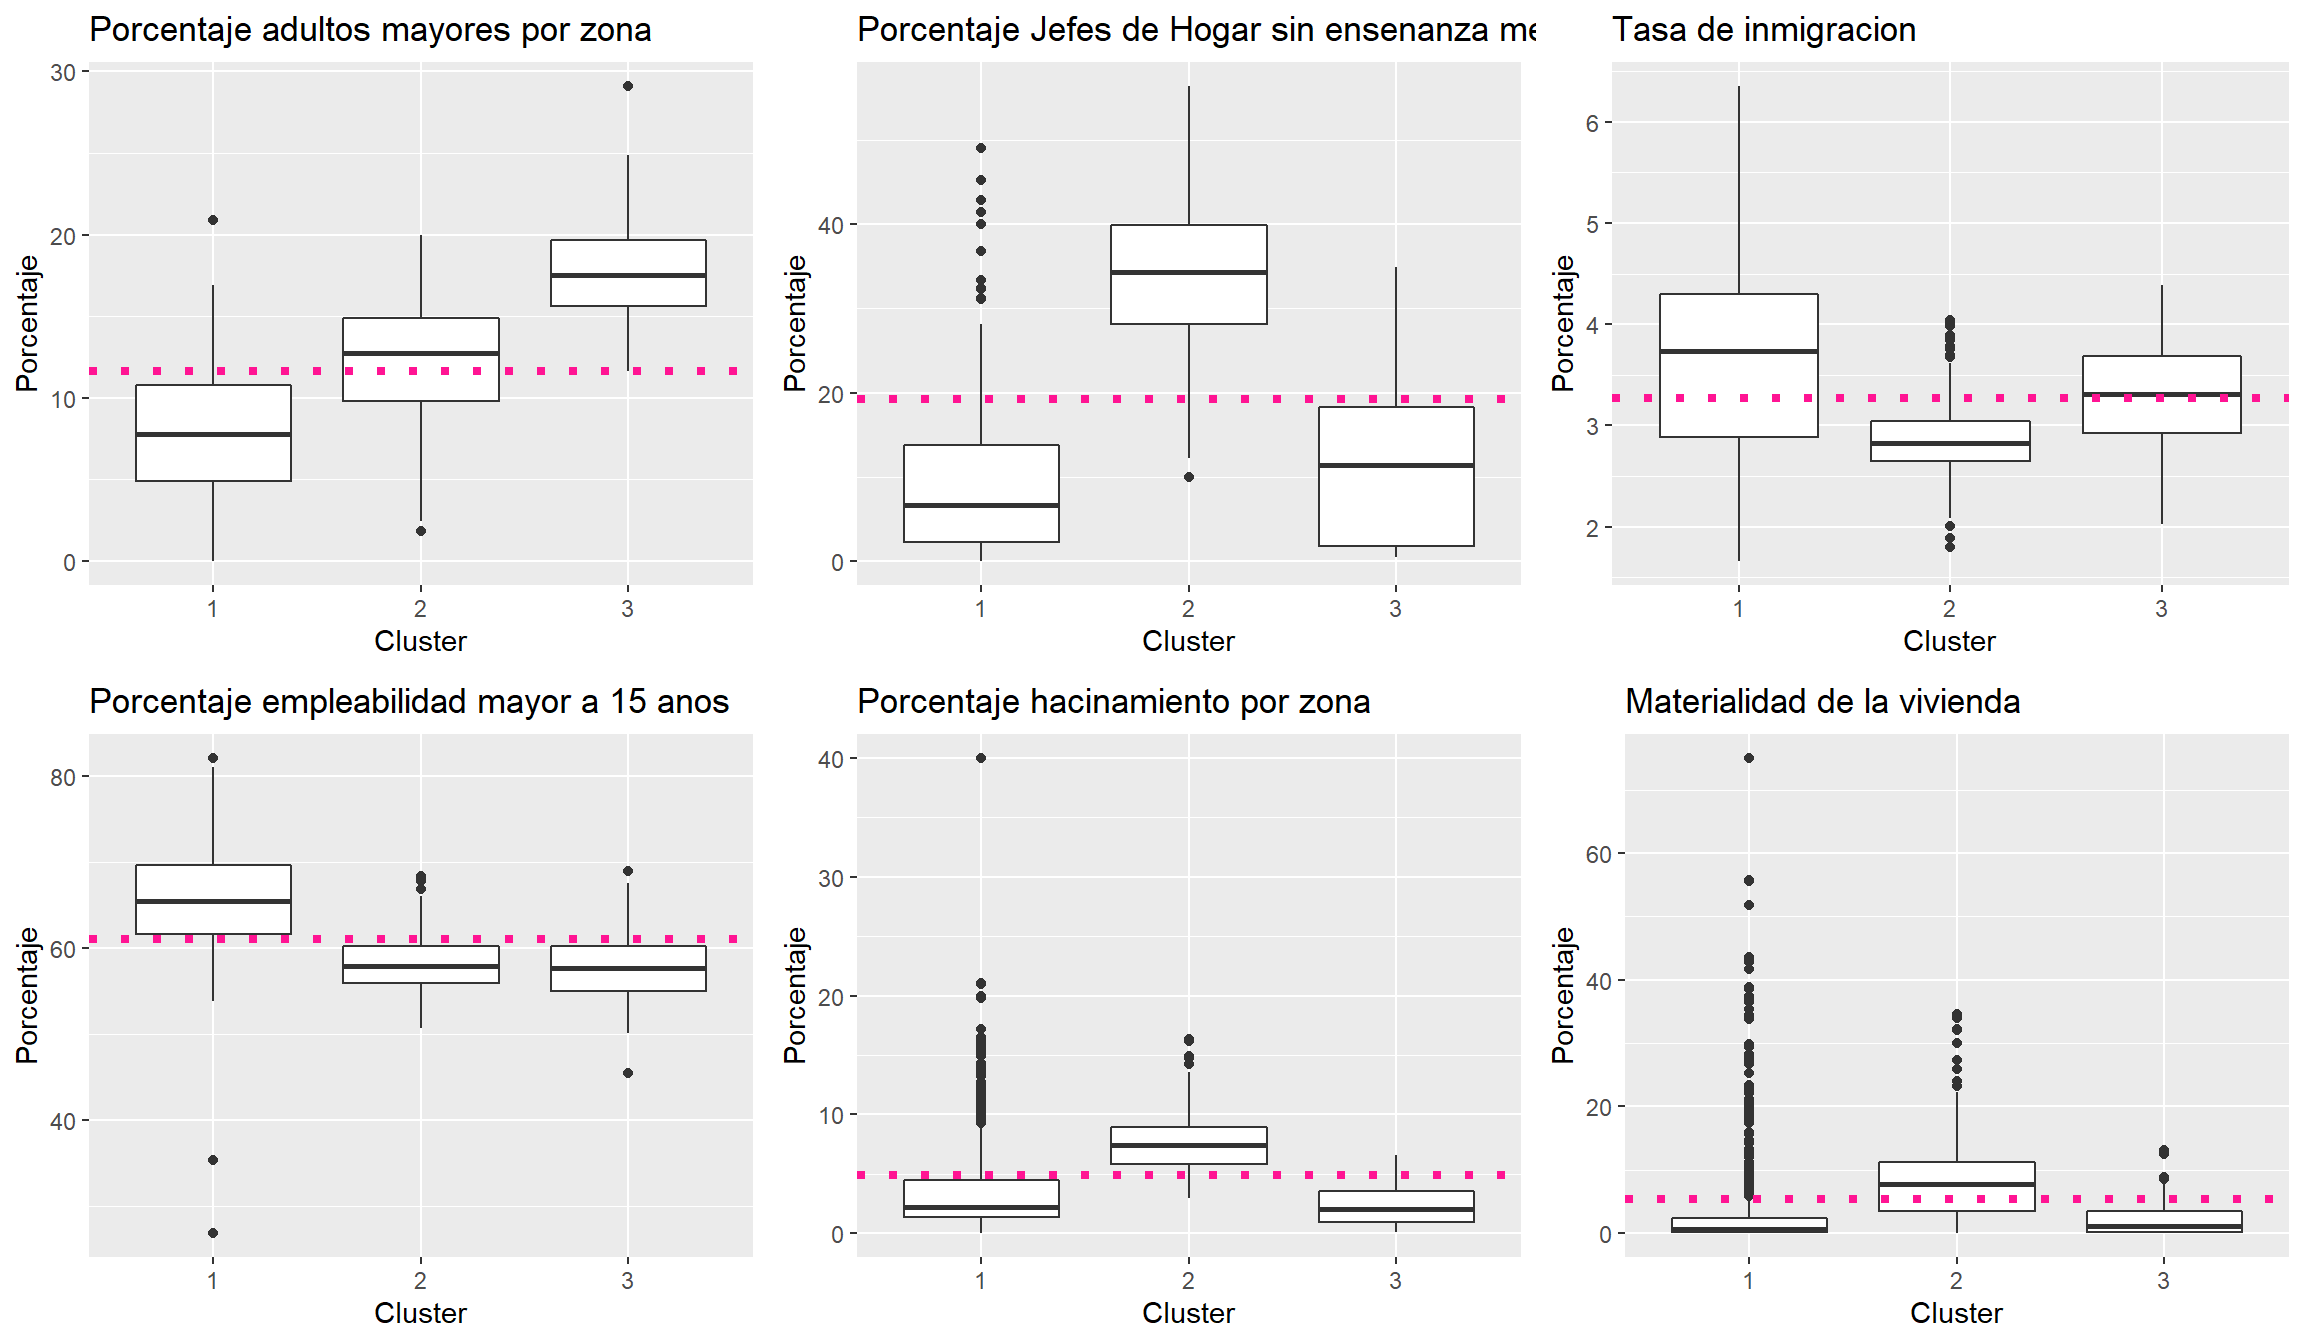 Porcentaje adultos mayores por zona
Porcentaje
30
20
10
0
1 2 3
Cluster
Porcentaje Jefes de Hogar sin ensenanza me
Porcentaje
40
20
0
1 2 3
Cluster
Tasa de inmigracion
Porcentaje
6
5
4
3
2
1 2 3
Cluster
Porcentaje empleabilidad mayor a 15 anos
Porcentaje
80
60
40
1 2 3
Cluster
Porcentaje hacinamiento por zona
Porcentaje
40
30
20
10
0
1 2 3
Cluster
Materialidad de la vivienda
Porcentaje
60
40
20
0
1 2 3
Cluster